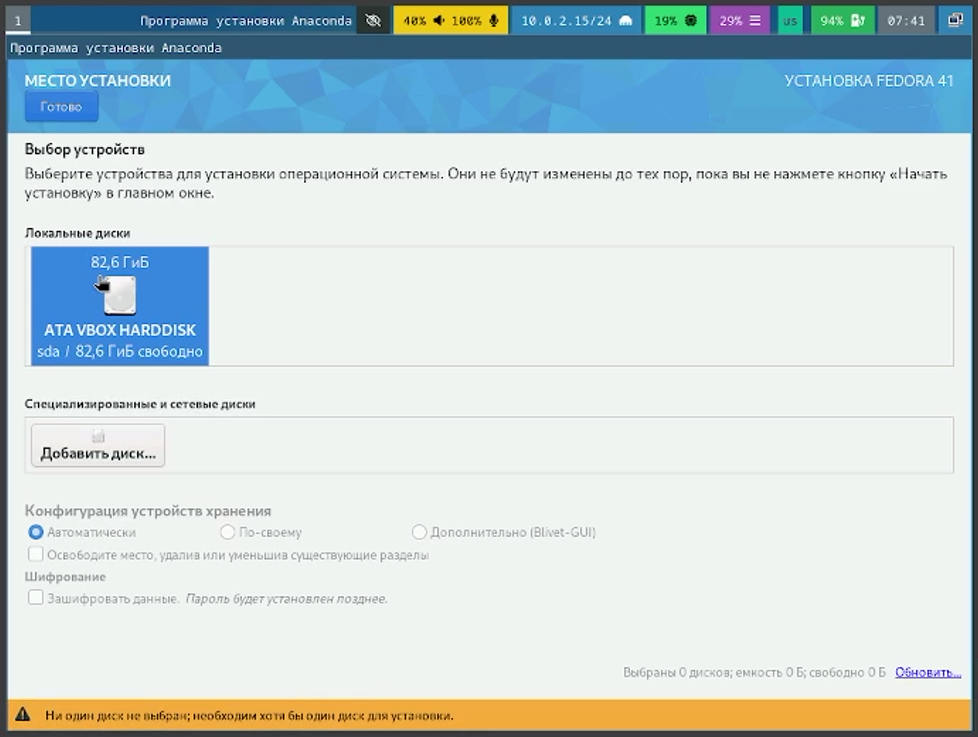 1 Программа установки Anaconda 40% 100% 10.0.2.15/24 19% 29% us 94% 07:41
Программа установки Anaconda
МЕСТО УСТАНОВКИ УСТАНОВКА FEDORA 41
Готово
Выбор устройств
Выберите устройства для установки операционной системы. Они не будут изменены до тех пор, пока вы не нажмете кнопку «Начать
установку» в главном окне.
Локальные диски
82,6 ГиБ
ATA VBOX HARDDISK
sda / 82,6 ГиБ свободно
Специализированные и сетевые диски
Добавить диск...
Конфигурация устройств хранения
Автоматически По-своему Дополнительно (Blivet-GUI)
Освободите место, удалив или уменьшив существующие разделы
Шифрование
Зашифровать данные. Пароль будет установлен позднее.
Выбраны 0 дисков; емкость 0 Б; свободно 0 Б Обновить...
Ни один диск не выбран; необходим хотя бы один диск для установки.